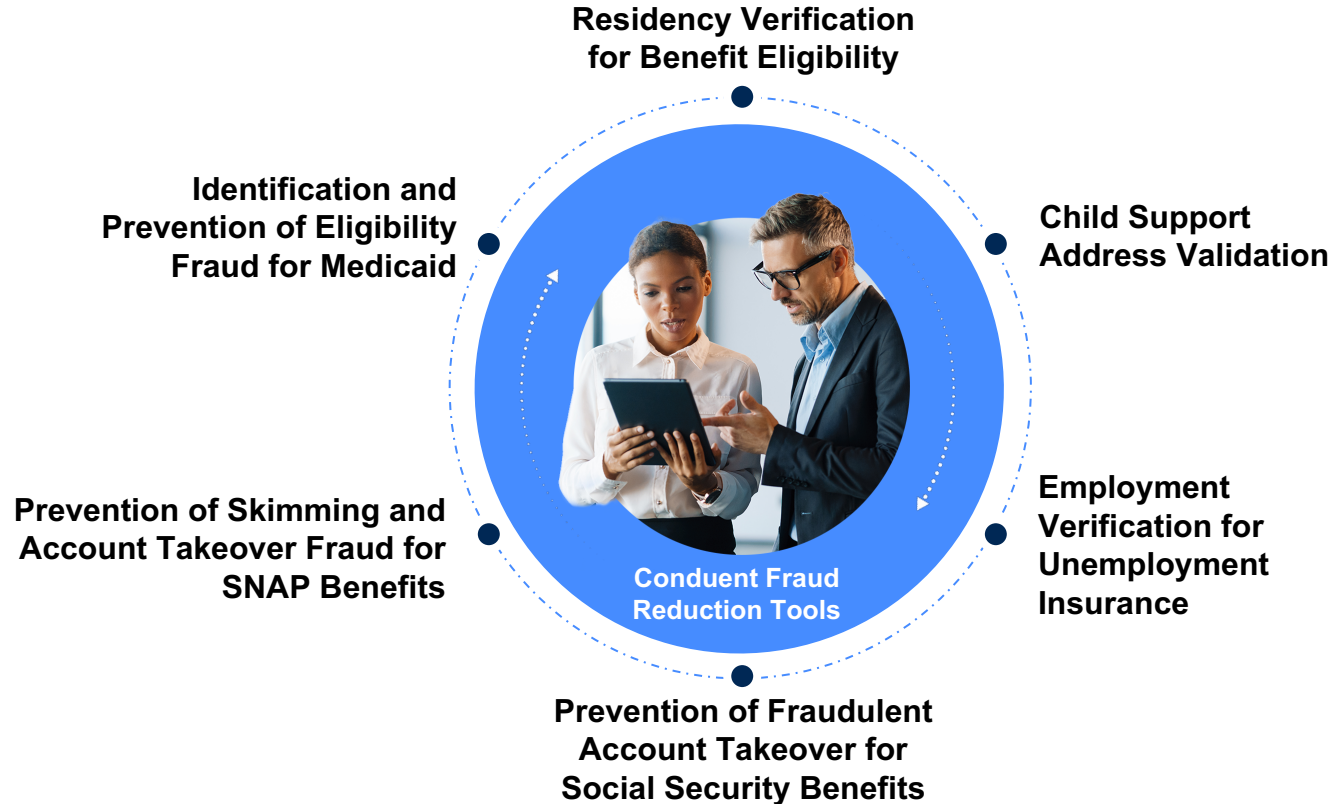 Residency Verification
for Benefit Eligibility
Child Support
Address Validation
Employment
Verification for
Unemployment
Insurance
Prevention of Fraudulent
Account Takeover for
Social Security Benefits
Prevention of Skimming and
Account Takeover Fraud for
SNAP Benefits
Identification and
Prevention of Eligibility
Fraud for Medicaid
Conduent Fraud
Reduction Tools